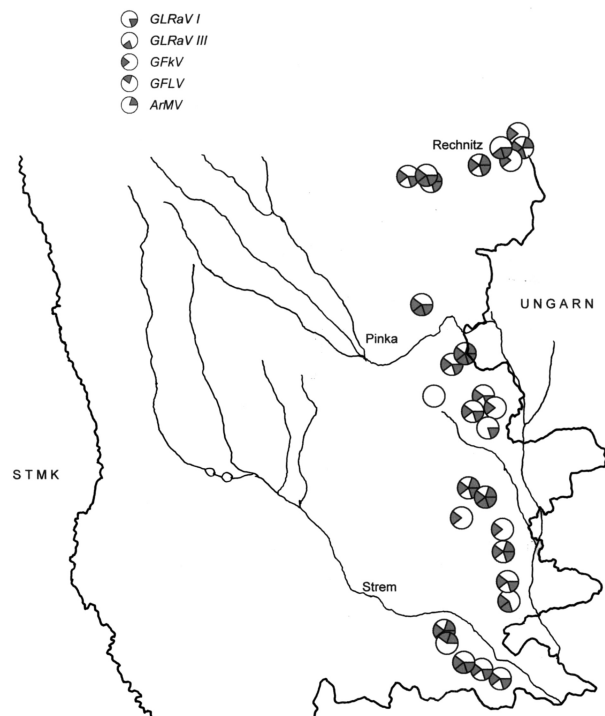 GLRaV I
GLRaV III
GFkV
GFLV
ArMV
Rechnitz
UNGARN
Pinka
STMK
Strem